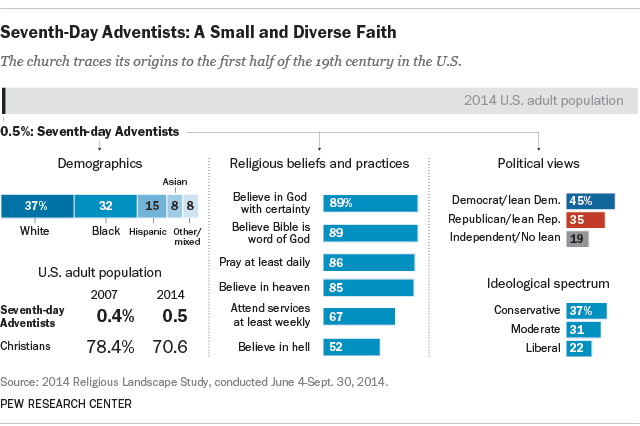 Seventh-Day Adventists: A Small and Diverse Faith
The church traces its origins to the first half of the 19th century in the U.S.
2014 U.S. adult population
0.5%: Seventh-day Adventists
Demographics
Asian
37%
32
15
8
8
White
Black
Hispanic
Other/
mixed
U.S. adult population
2007 2014
Seventh-day
Adventists
0.4% 0.5
Christians 78.4% 70.6
Religious beliefs and practices
Believe in God
with certainty
89%
Believe Bible is
word of God
89
Pray at least daily 86
Believe in heaven 85
Attend services
at least weekly
67
Believe in hell 52
Political views
Democrat/lean Dem. 45%
Republican/lean Rep. 35
Independent/No lean 19
Ideological spectrum
Conservative 37%
Moderate 31
Liberal 22
Source: 2014 Religious Landscape Study, conducted June 4-Sept. 30, 2014.
PEW RESEARCH CENTER